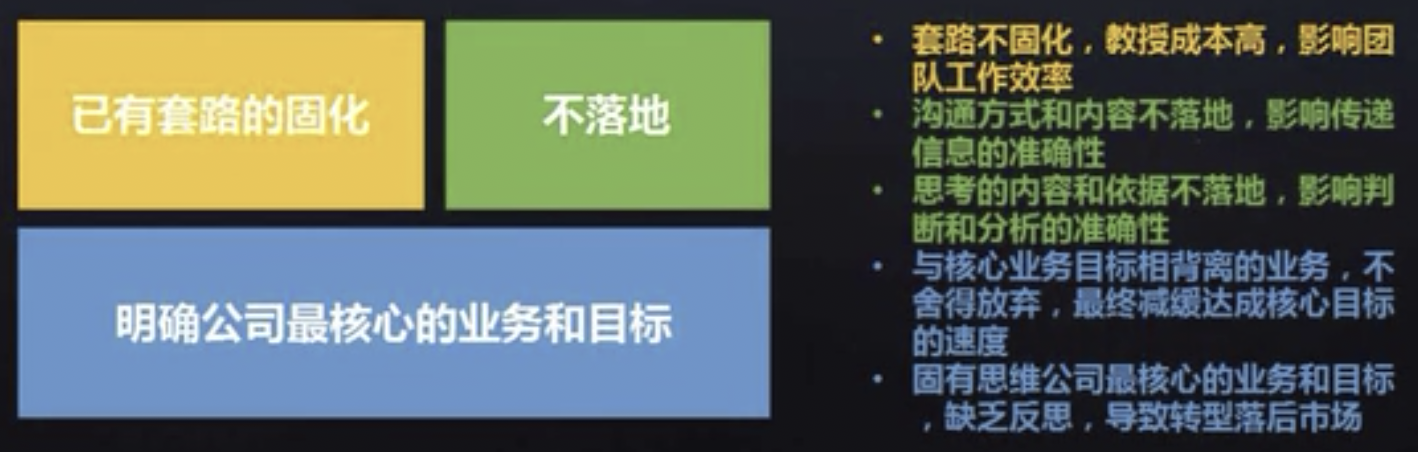 已有套路的固化
不落地
明确公司最核心的业务和目标
• 套路不固化，教授成本高，影响团
队工作效率
• 沟通方式和内容不落地，影响传递
信息的准确性
• 思考的内容和依据不落地，影响判
断和分析的准确性
• 与核心业务目标相背离的业务，不
舍得放弃，最终减缓达成核心目标
的速度
• 固有思维公司最核心的业务和目标
，缺乏反思，导致转型落后市场